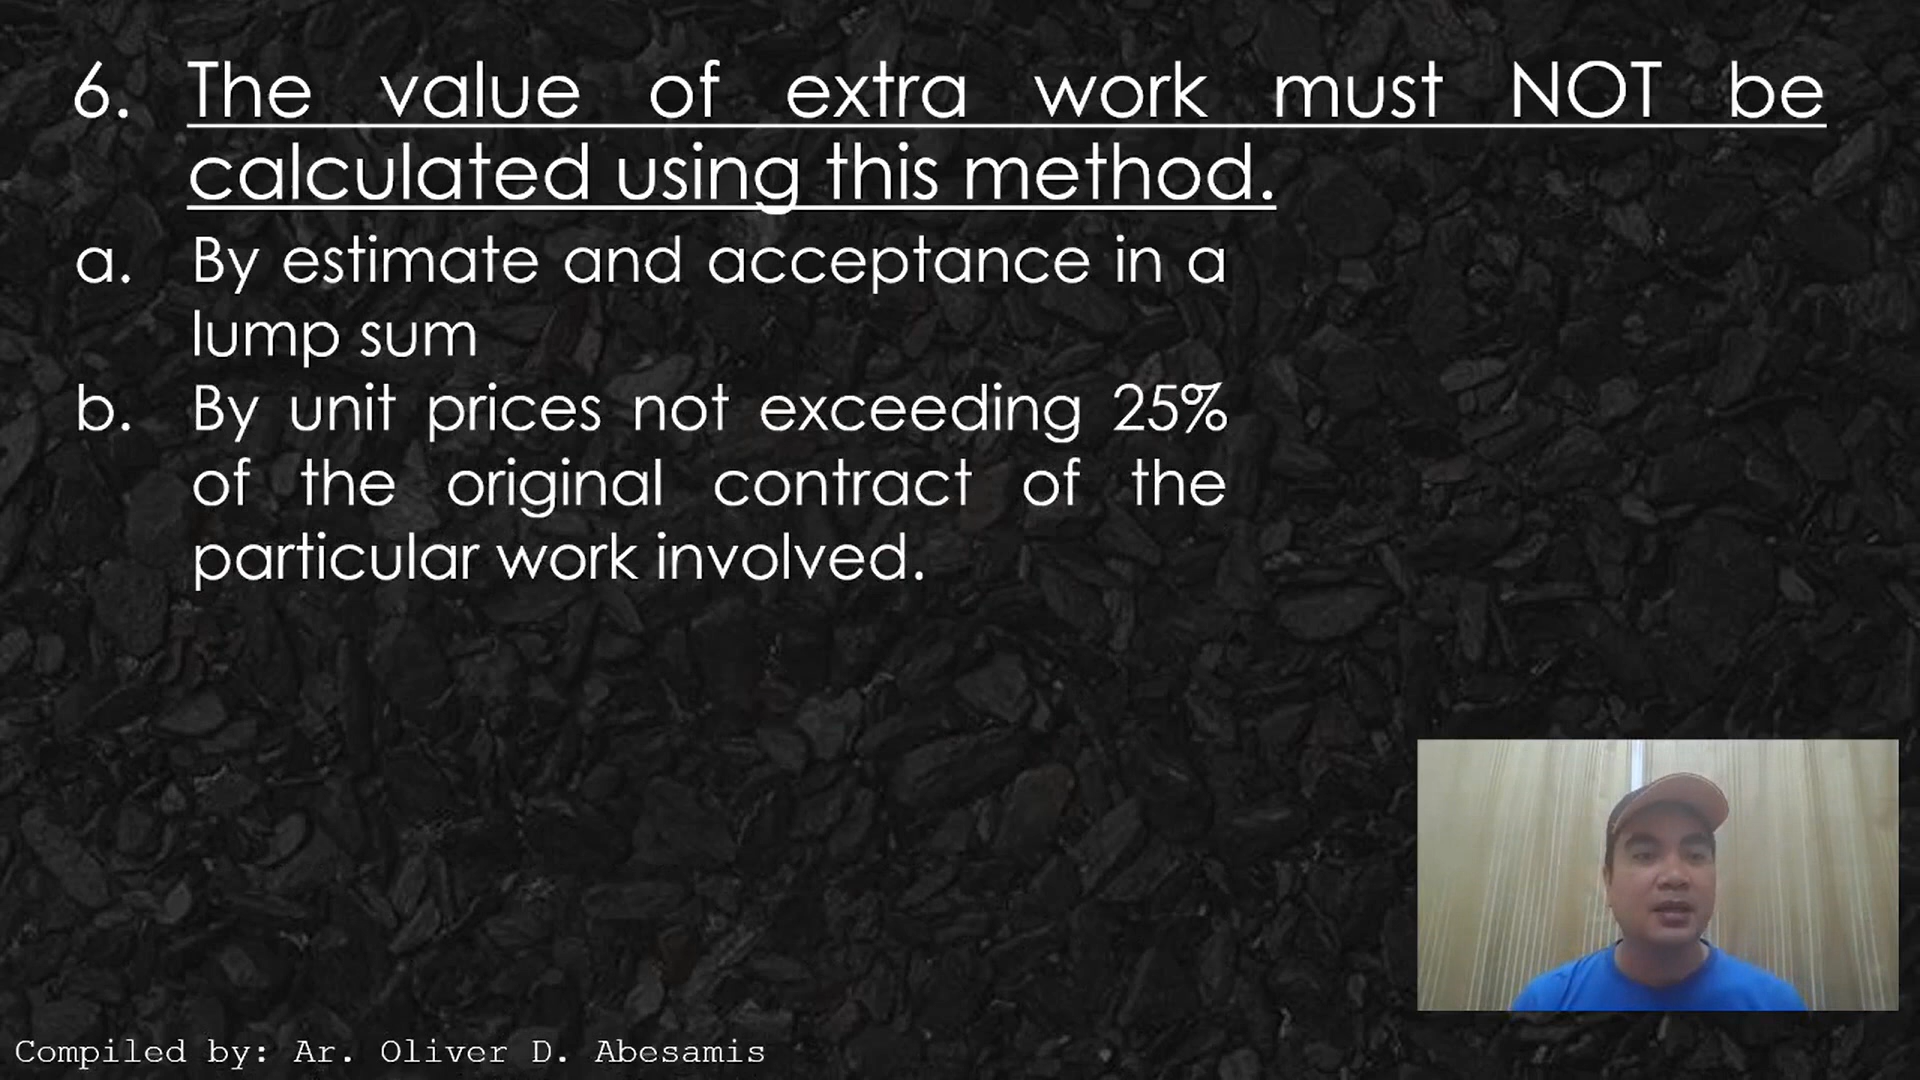 6. The value of extra work must NOT be
calculated using this method.
a. By estimate and acceptance in a
lump sum
b. By unit prices not exceeding 25%
of the original contract of the
particular work involved.
Compiled by: Ar. Oliver D. Abesamis